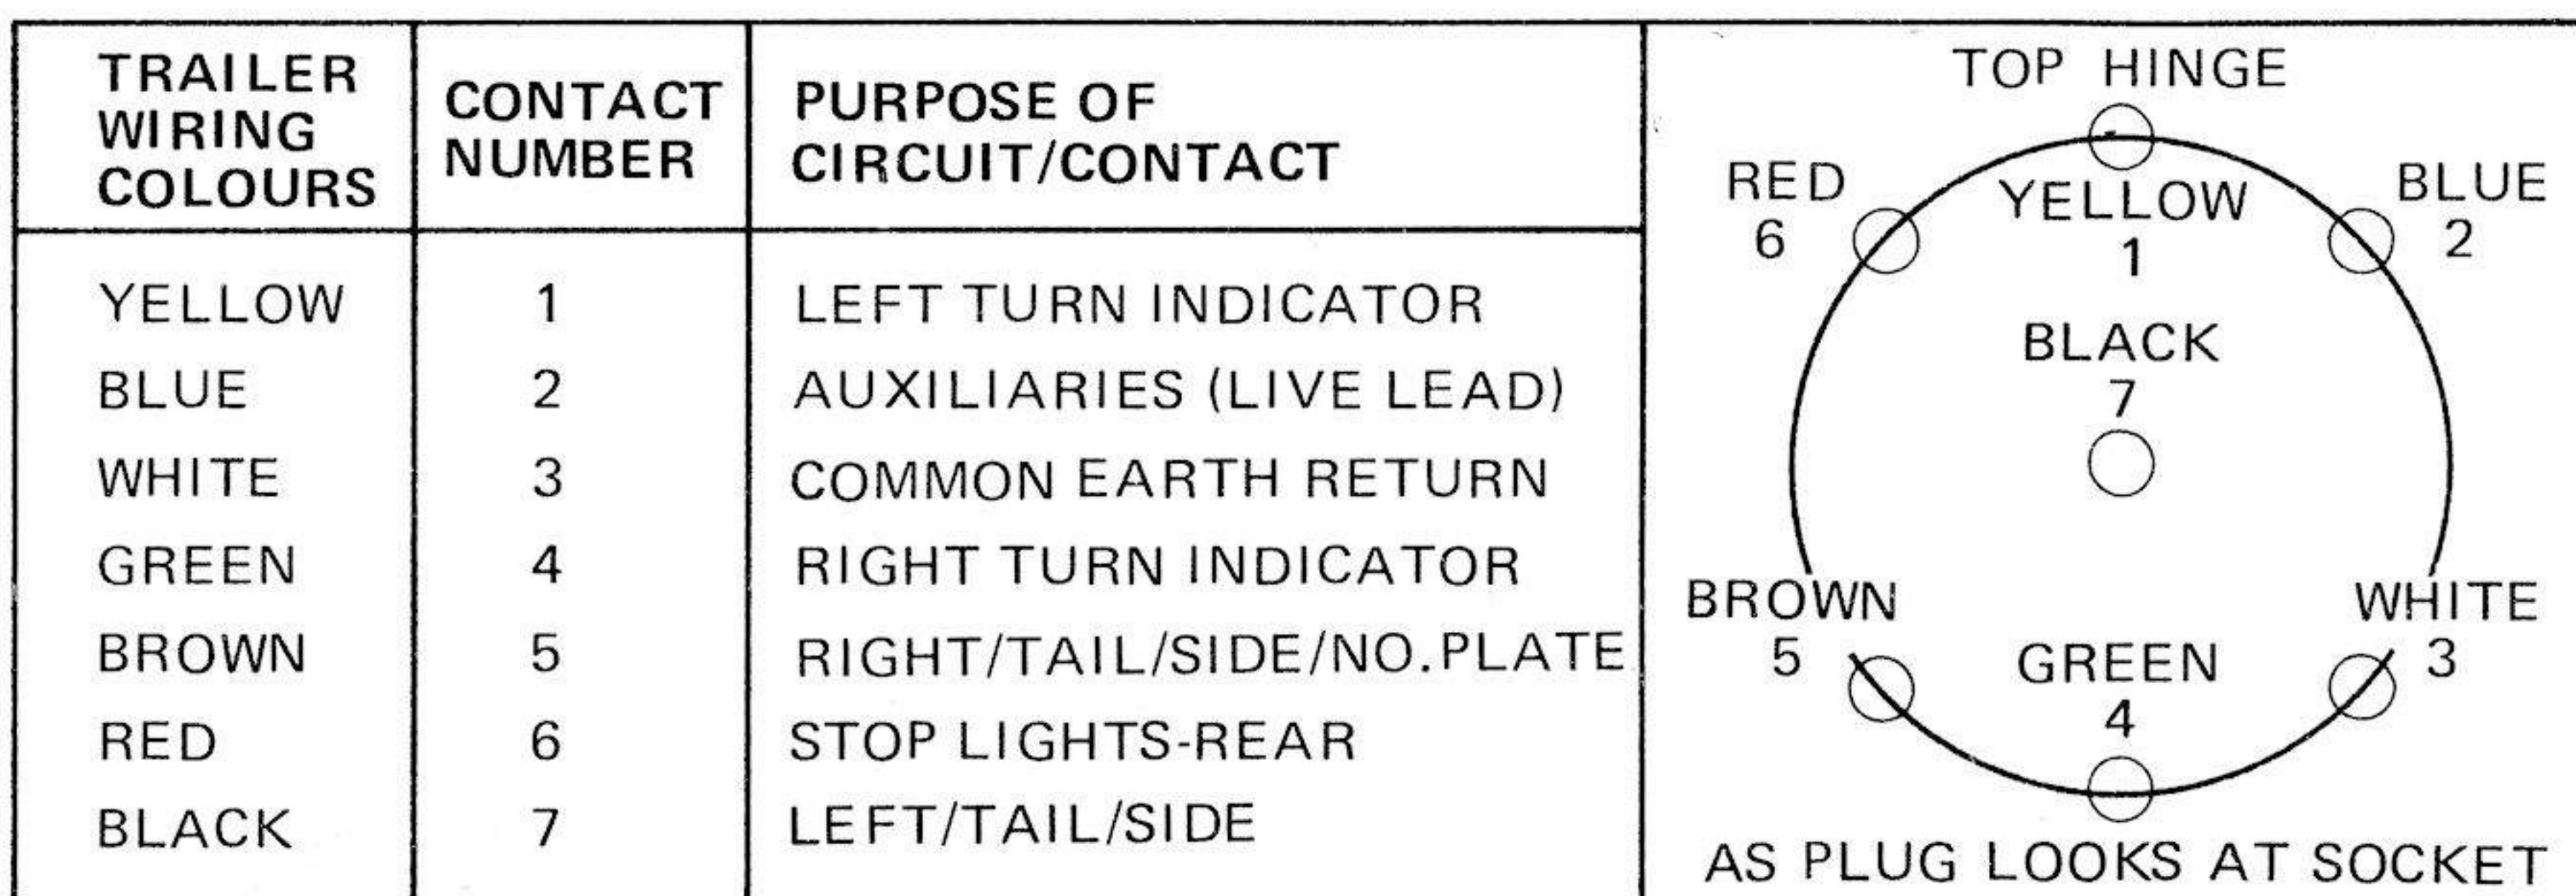 TRAILER
WIRING
COLOURS
CONTACT
NUMBER
PURPOSE OF
CIRCUIT/CONTACT
YELLOW 1 LEFT TURN INDICATOR
BLUE 2 AUXILIARIES (LIVE LEAD)
WHITE 3 COMMON EARTH RETURN
GREEN 4 RIGHT TURN INDICATOR
BROWN 5 RIGHT/TAIL/SIDE/NO.PLATE
RED 6 STOP LIGHTS-REAR
BLACK 7 LEFT/TAIL/SIDE
TOP HINGE
RED
6
YELLOW
1
BLUE
2
BLACK
7
BROWN
5
GREEN
4
WHITE
3
AS PLUG LOOKS AT SOCKET